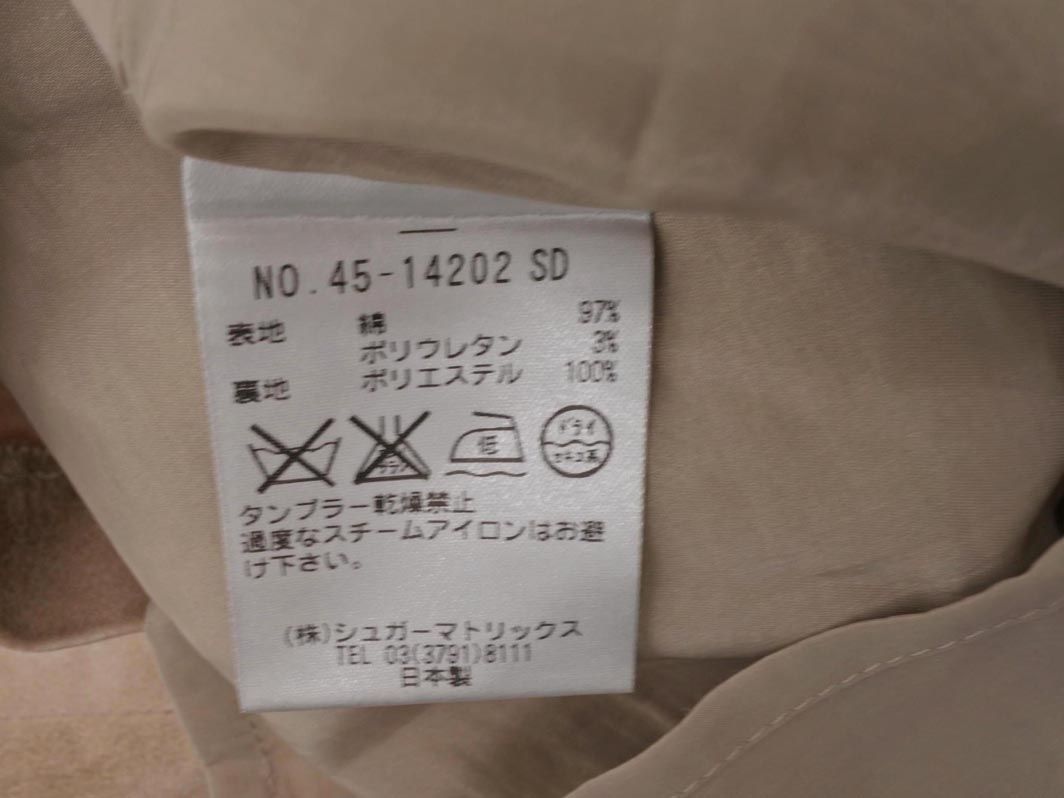 NO.45-14202 SD
表地 綿 97%
ポリウレタン 3%
裏地 ポリエステル 100%
低
ドライ
セキユ系
タンブラー乾燥禁止
過度なスチームアイロンはお避
け下さい。
(株)シュガーマトリックス
TEL 03(3791)8111
日本製